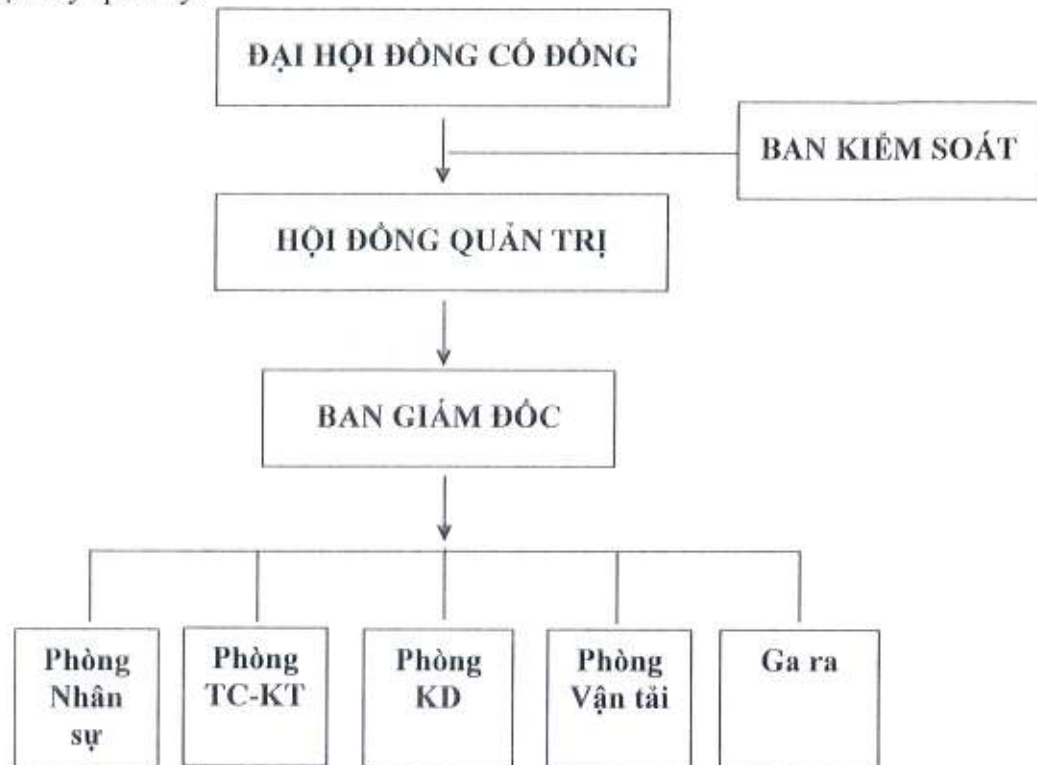 ĐẠI HỘI ĐỒNG CỔ ĐÔNG
BAN KIỂM SOÁT
HỘI ĐỒNG QUẢN TRỊ
BAN GIÁM ĐỐC
Phòng
Nhân
sự
Phòng
TC-KT
Phòng
KD
Phòng
Vận tải
Ga ra